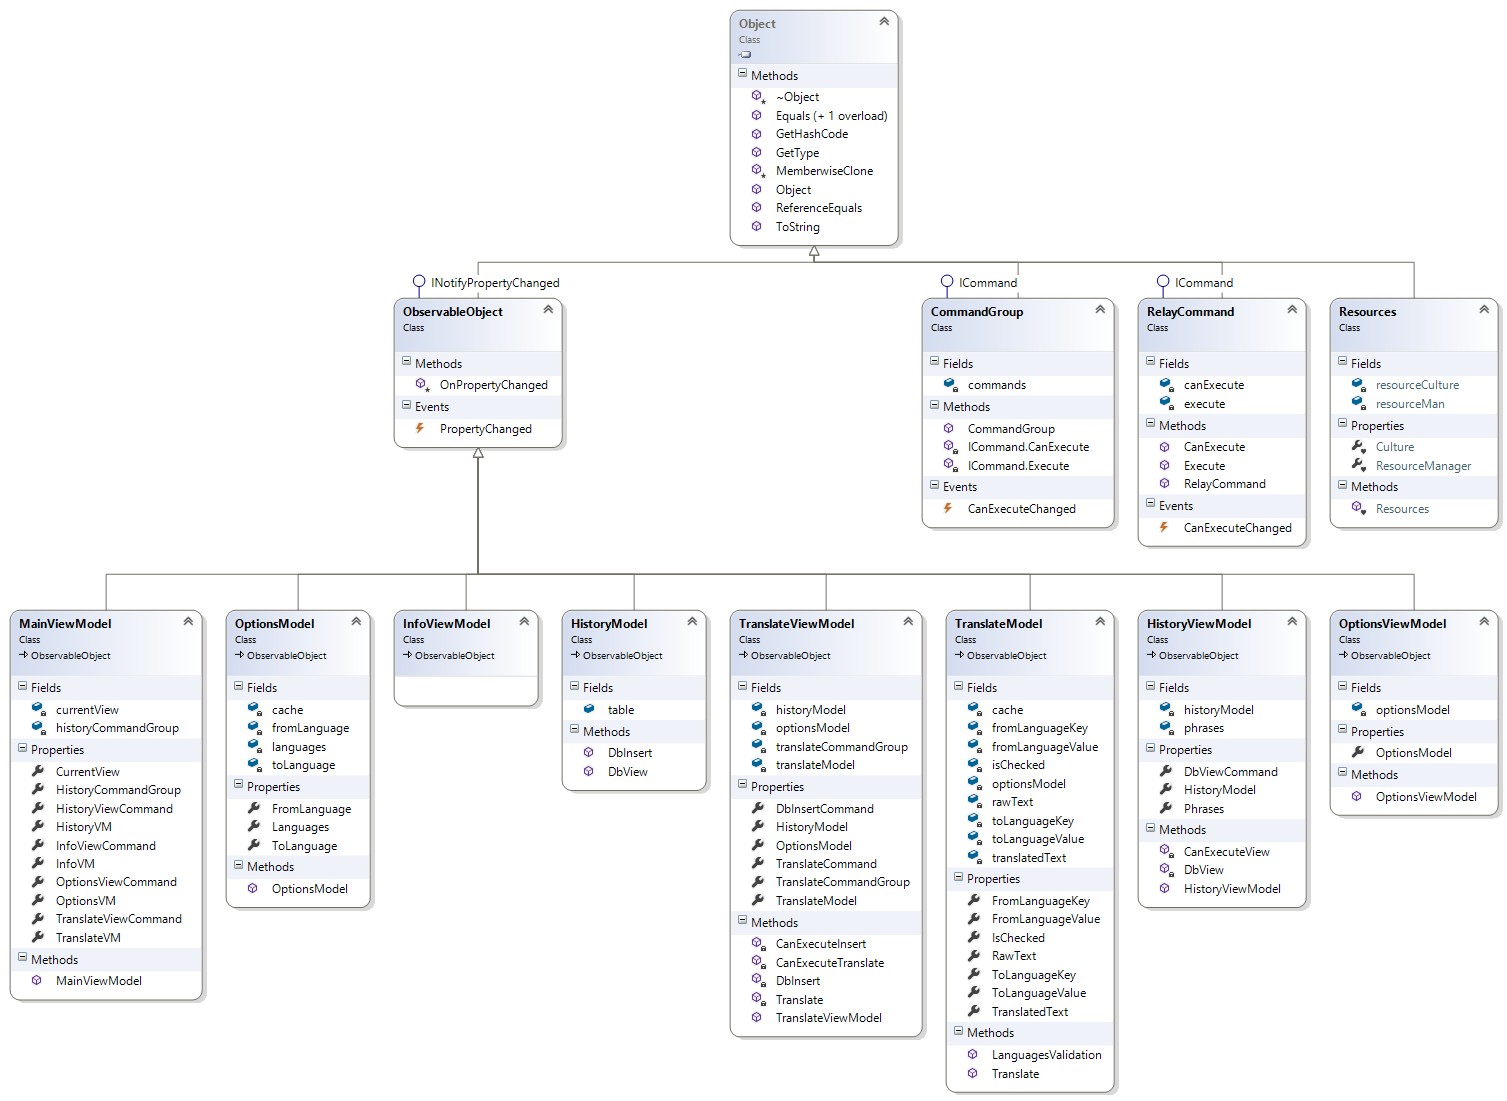 Object
Class
Methods
~Object
Equals (+ 1 overload)
GetHashCode
GetType
MemberwiseClone
Object
ReferenceEquals
ToString
INotifyPropertyChanged
ObservableObject
Class
Methods
OnPropertyChanged
Events
PropertyChanged
ICommand
CommandGroup
Class
Fields
commands
Methods
CommandGroup
ICommand.CanExecute
ICommand.Execute
Events
CanExecuteChanged
ICommand
RelayCommand
Class
Fields
canExecute
execute
Methods
CanExecute
Execute
RelayCommand
Events
CanExecuteChanged
Resources
Class
Fields
resourceCulture
resourceMan
Properties
Culture
ResourceManager
Methods
Resources
MainViewModel
Class
ObservableObject
Fields
currentView
historyCommandGroup
Properties
CurrentView
HistoryCommandGroup
HistoryViewCommand
HistoryVM
InfoViewCommand
InfoVM
OptionsViewCommand
OptionsVM
TranslateViewCommand
TranslateVM
Methods
MainViewModel
OptionsModel
Class
ObservableObject
Fields
cache
fromLanguage
languages
toLanguage
Properties
FromLanguage
Languages
ToLanguage
Methods
OptionsModel
InfoViewModel
Class
ObservableObject
HistoryModel
Class
ObservableObject
Fields
table
Methods
DbInsert
DbView
TranslateViewModel
Class
ObservableObject
Fields
historyModel
optionsModel
translateCommandGroup
translateModel
Properties
DbInsertCommand
HistoryModel
OptionsModel
TranslateCommand
TranslateCommandGroup
TranslateModel
Methods
CanExecuteInsert
CanExecuteTranslate
DbInsert
Translate
TranslateViewModel
TranslateModel
Class
ObservableObject
Fields
cache
fromLanguageKey
fromLanguageValue
isChecked
optionsModel
rawText
toLanguageKey
toLanguageValue
translatedText
Properties
FromLanguageKey
FromLanguageValue
IsChecked
RawText
ToLanguageKey
ToLanguageValue
TranslatedText
Methods
LanguagesValidation
Translate
HistoryViewModel
Class
ObservableObject
Fields
historyModel
phrases
Properties
DbViewCommand
HistoryModel
Phrases
Methods
CanExecuteView
DbView
HistoryViewModel
OptionsViewModel
Class
ObservableObject
Fields
optionsModel
Properties
OptionsModel
Methods
OptionsViewModel